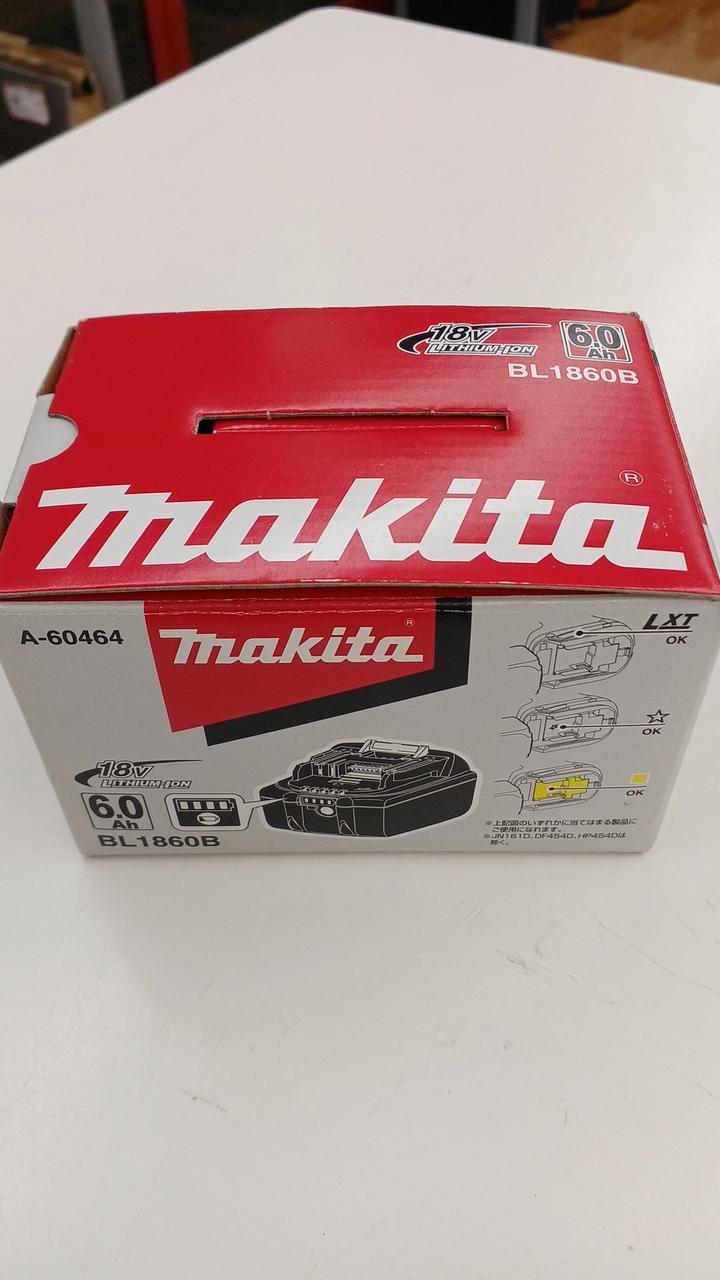 18V
LITHIUM-ION
6.0
Ah
BL1860B
makita®
A-60464
makita®
LXT
OK
☆
OK
OK
18V
LITHIUM-ION
6.0
Ah
BL1860B
※上記図のいずれかに当てはまる製品に
ご使用になれます。
※JN161D、DF454D、HP454Dは
除く。